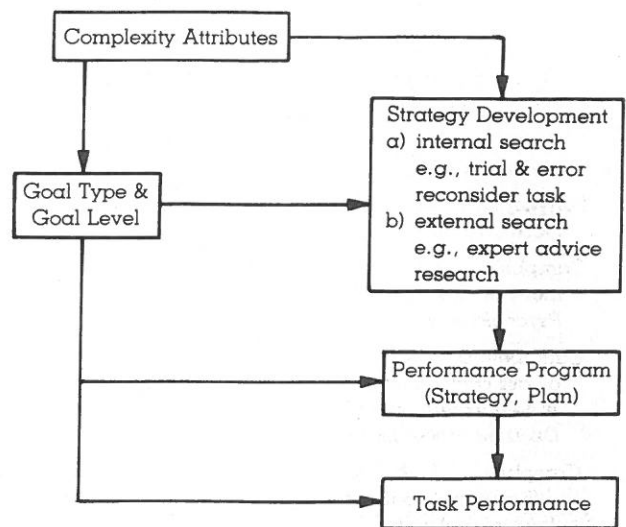 Complexity Attributes
Strategy Development
a) internal search
e.g., trial & error
reconsider task
b) external search
e.g., expert advice
research
Goal Type &
Goal Level
Performance Program
(Strategy, Plan)
Task Performance